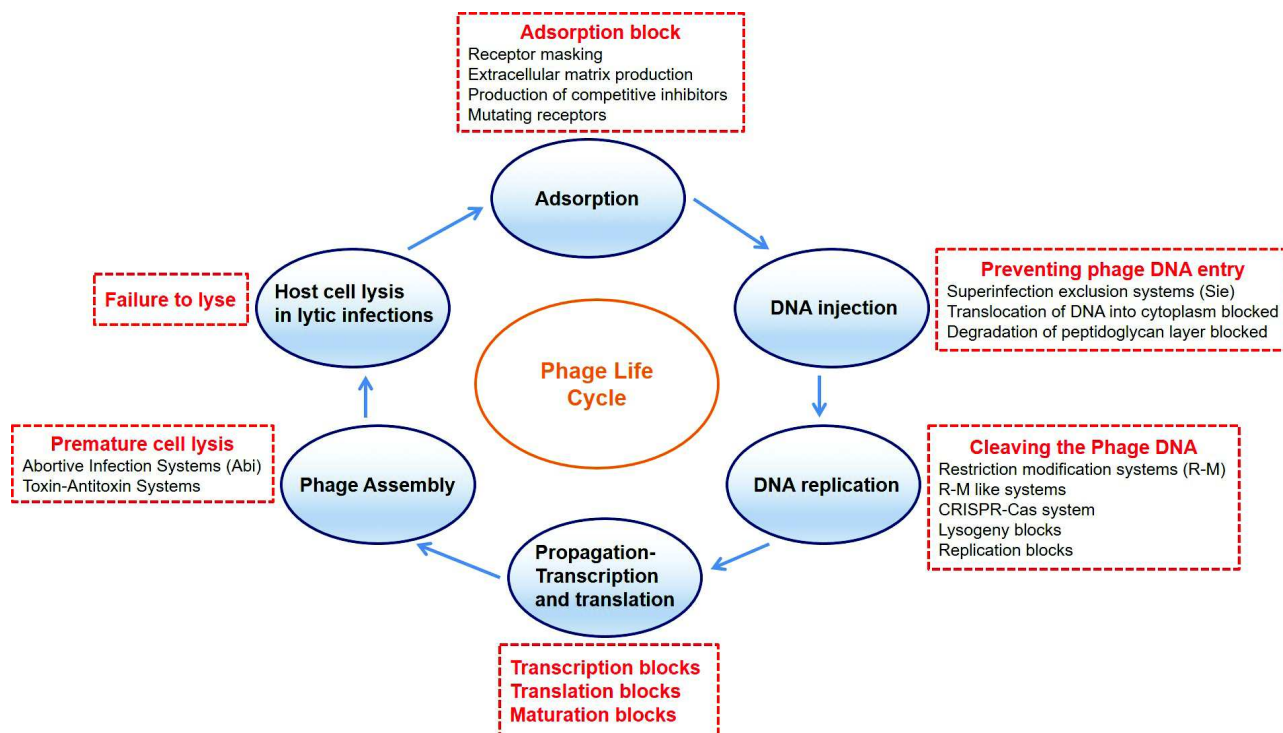 Adsorption block
Receptor masking
Extracellular matrix production
Production of competitive inhibitors
Mutating receptors
Adsorption
Preventing phage DNA entry
Superinfection exclusion systems (Sie)
Translocation of DNA into cytoplasm blocked
Degradation of peptidoglycan layer blocked
DNA injection
Failure to lyse
Host cell lysis
in lytic infections
Phage Life
Cycle
Premature cell lysis
Abortive Infection Systems (Abi)
Toxin-Antitoxin Systems
Phage Assembly
DNA replication
Cleaving the Phage DNA
Restriction modification systems (R-M)
R-M like systems
CRISPR-Cas system
Lysogeny blocks
Replication blocks
Propagation-
Transcription
and translation
Transcription blocks
Translation blocks
Maturation blocks